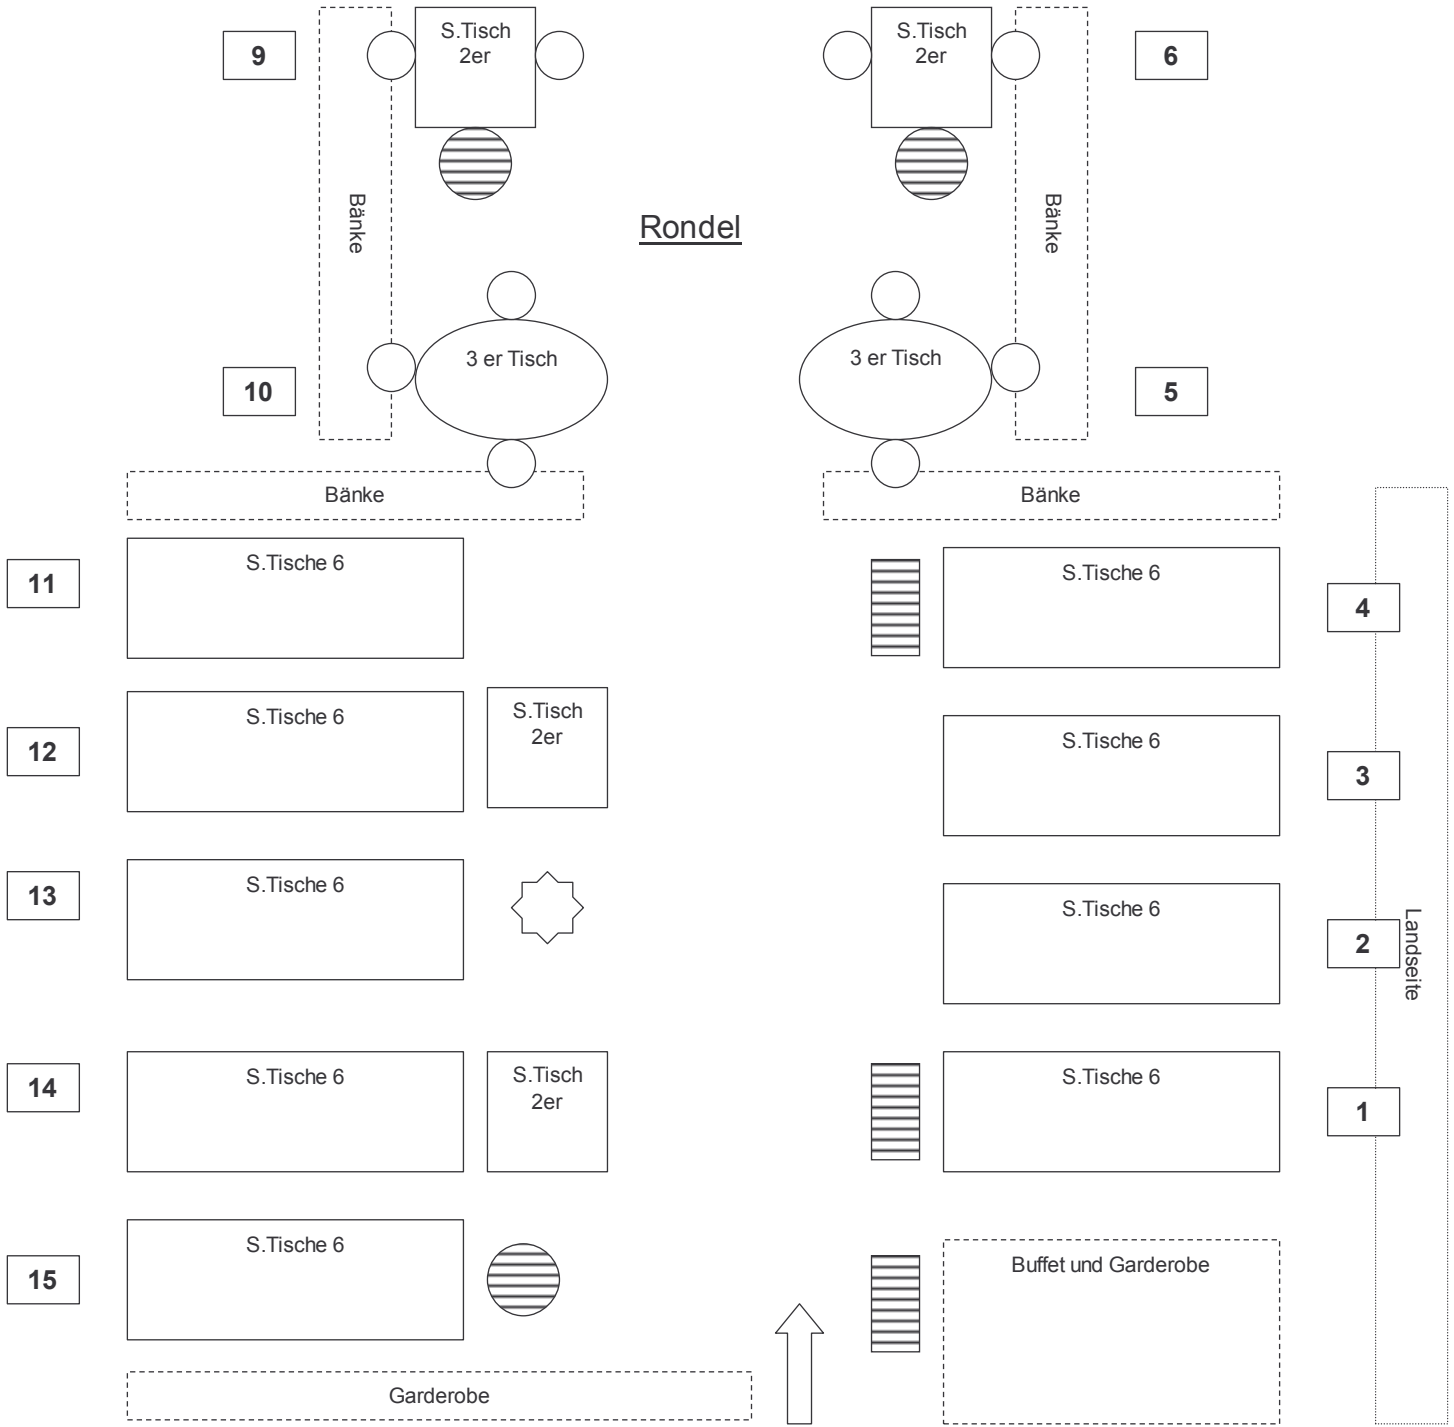 9
S.Tisch
2er
S.Tisch
2er
6
Bänke
Rondel
Bänke
10
3 er Tisch
3 er Tisch
5
Bänke
Bänke
11
S.Tische 6
S.Tische 6
4
12
S.Tische 6
S.Tisch
2er
S.Tische 6
3
13
S.Tische 6
S.Tische 6
2
Landseite
14
S.Tische 6
S.Tisch
2er
S.Tische 6
1
15
S.Tische 6
Buffet und Garderobe
Garderobe